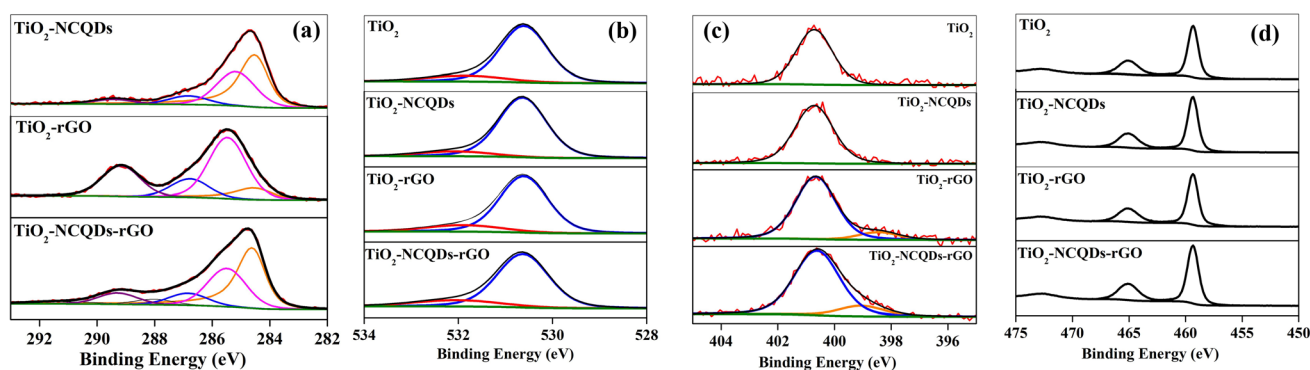 TiO2-NCQDs
(a)
TiO2-rGO
TiO2-NCQDs-rGO
292 290 288 286 284 282
Binding Energy (eV)
TiO2
(b)
TiO2-NCQDs
TiO2-rGO
TiO2-NCQDs-rGO
534 532 530 528
Binding Energy (eV)
(c)
TiO2
TiO2-NCQDs
TiO2-rGO
TiO2-NCQDs-rGO
404 402 400 398 396
Binding Energy (eV)
TiO2
(d)
TiO2-NCQDs
TiO2-rGO
TiO2-NCQDs-rGO
475 470 465 460 455 450
Binding Energy (eV)